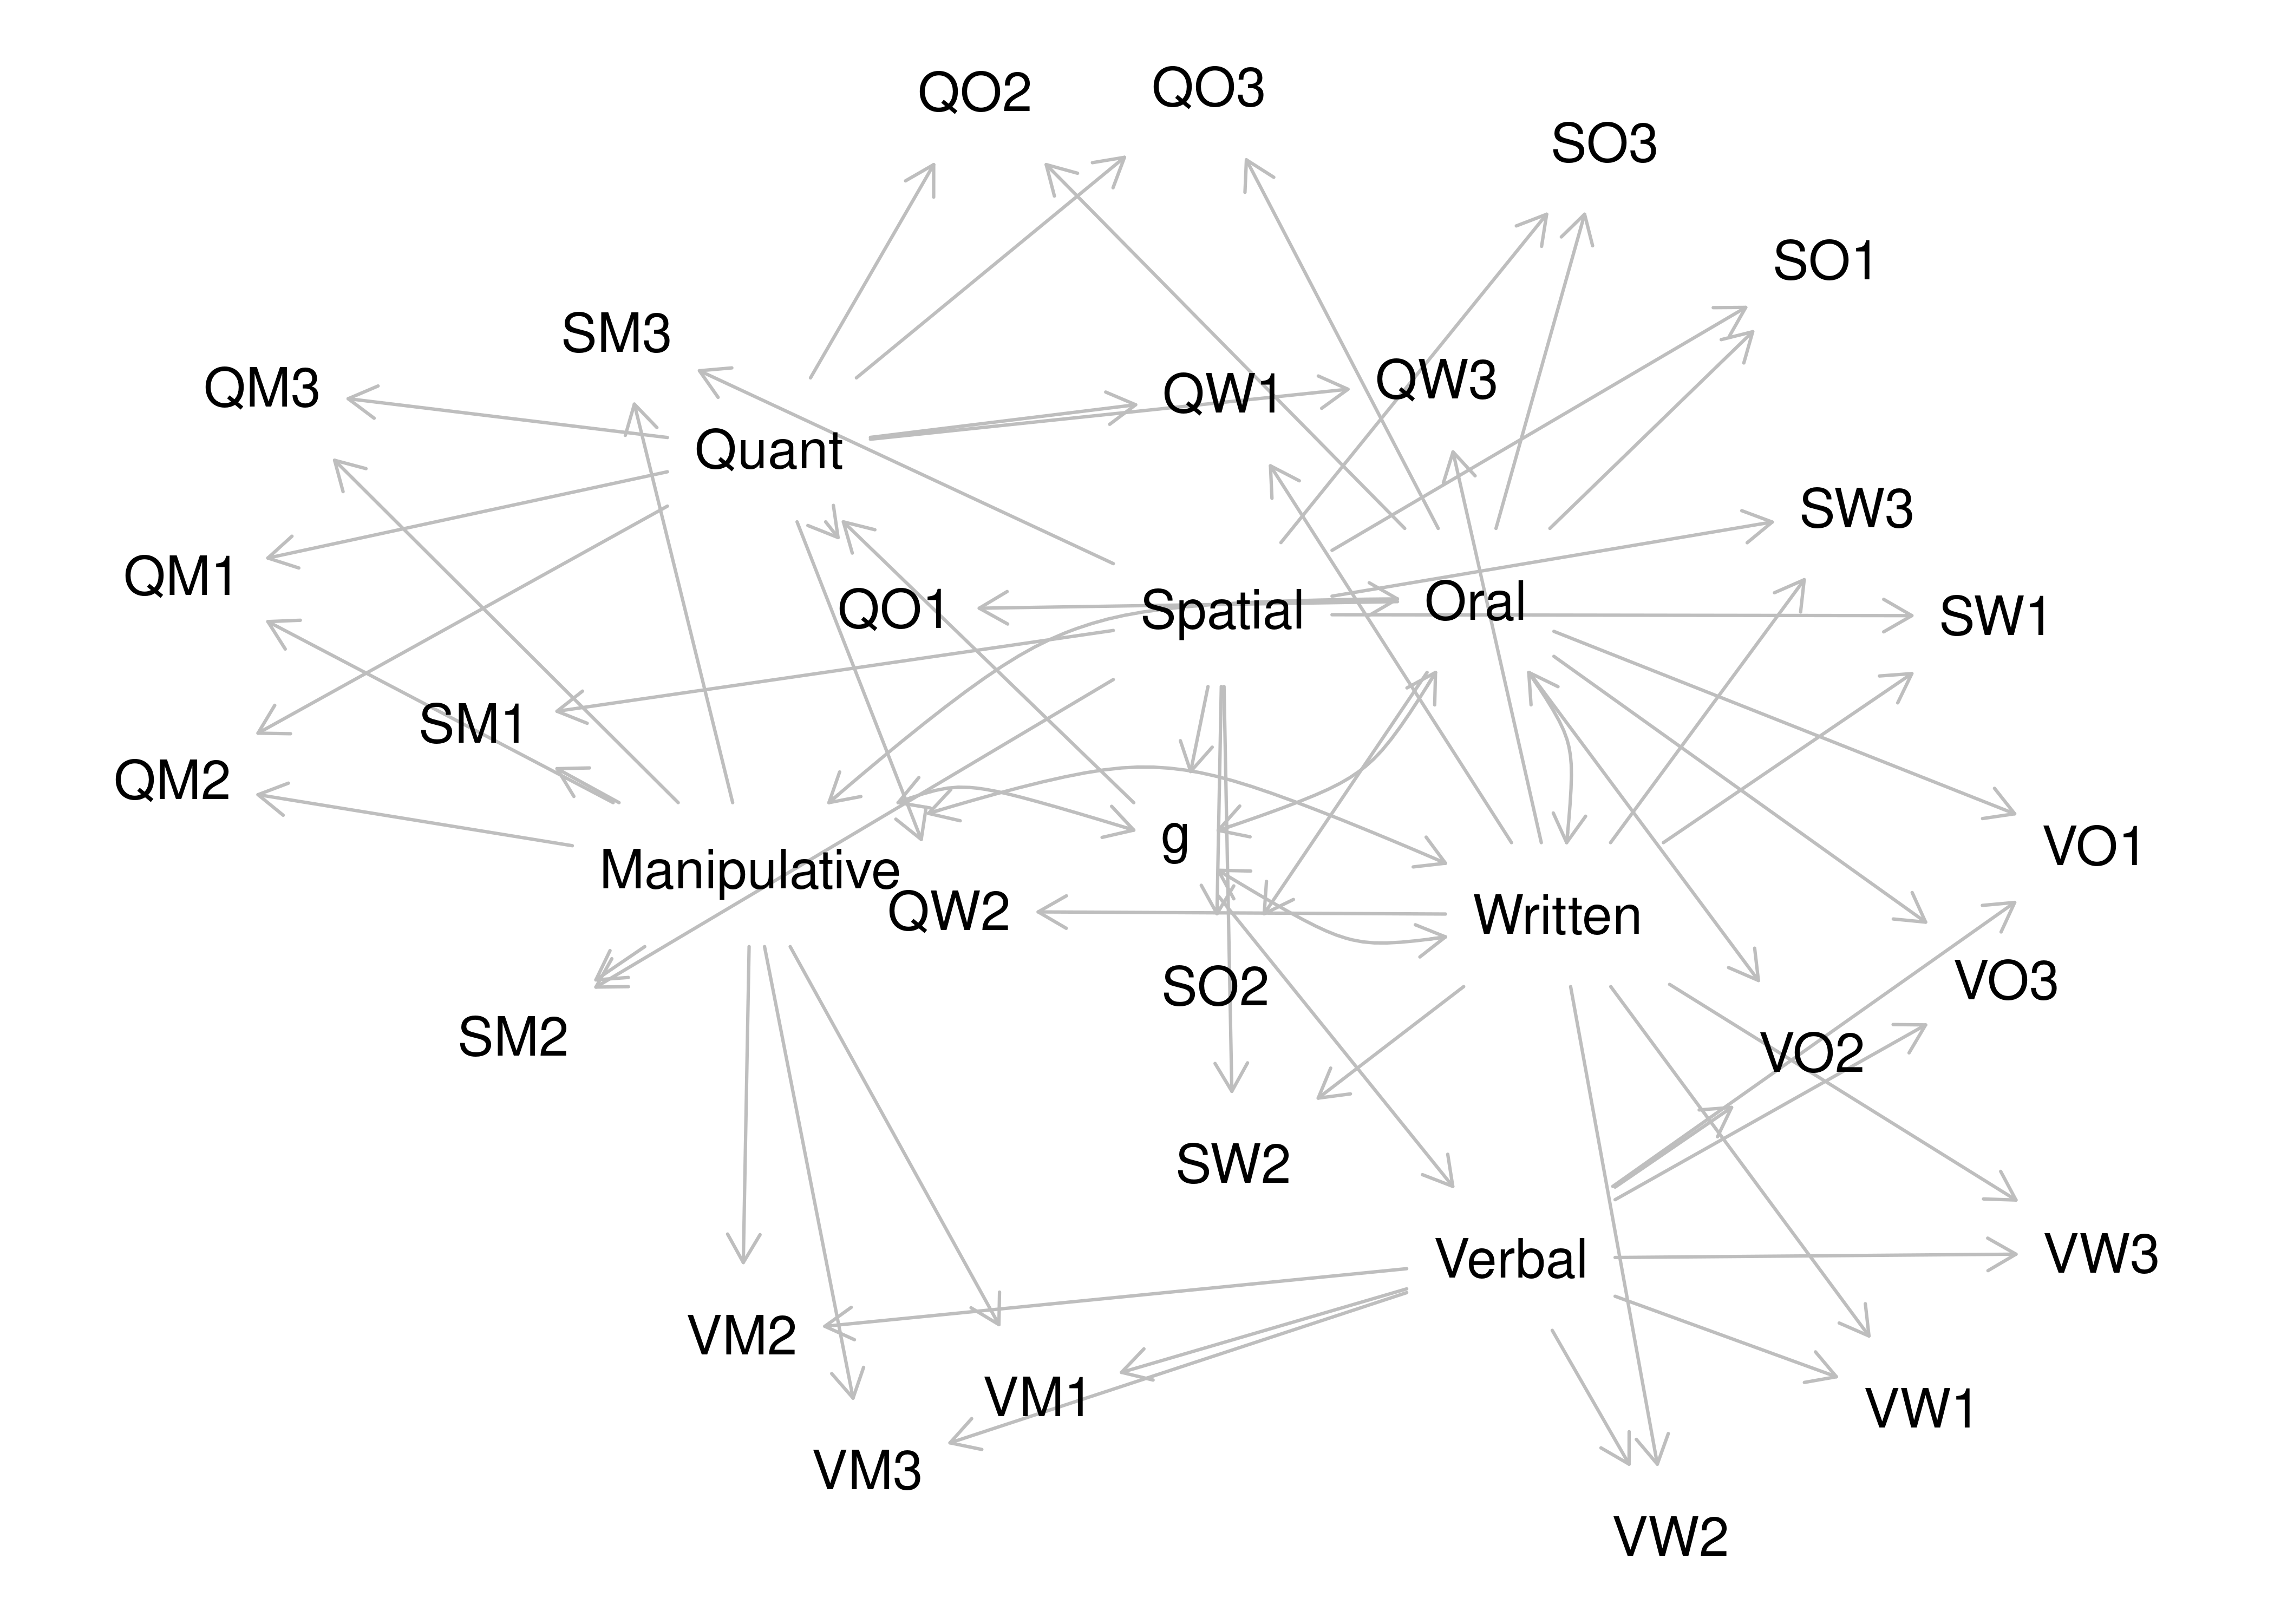 QO2
QO3
SO3
SO1
SM3
QM3
QW1
QW3
Quant
SW3
QM1
QO1
Spatial
Oral
SW1
SM1
QM2
g
VO1
Manipulative
QW2
Written
SO2
VO3
SM2
VO2
SW2
Verbal
VW3
VM2
VM1
VW1
VM3
VW2